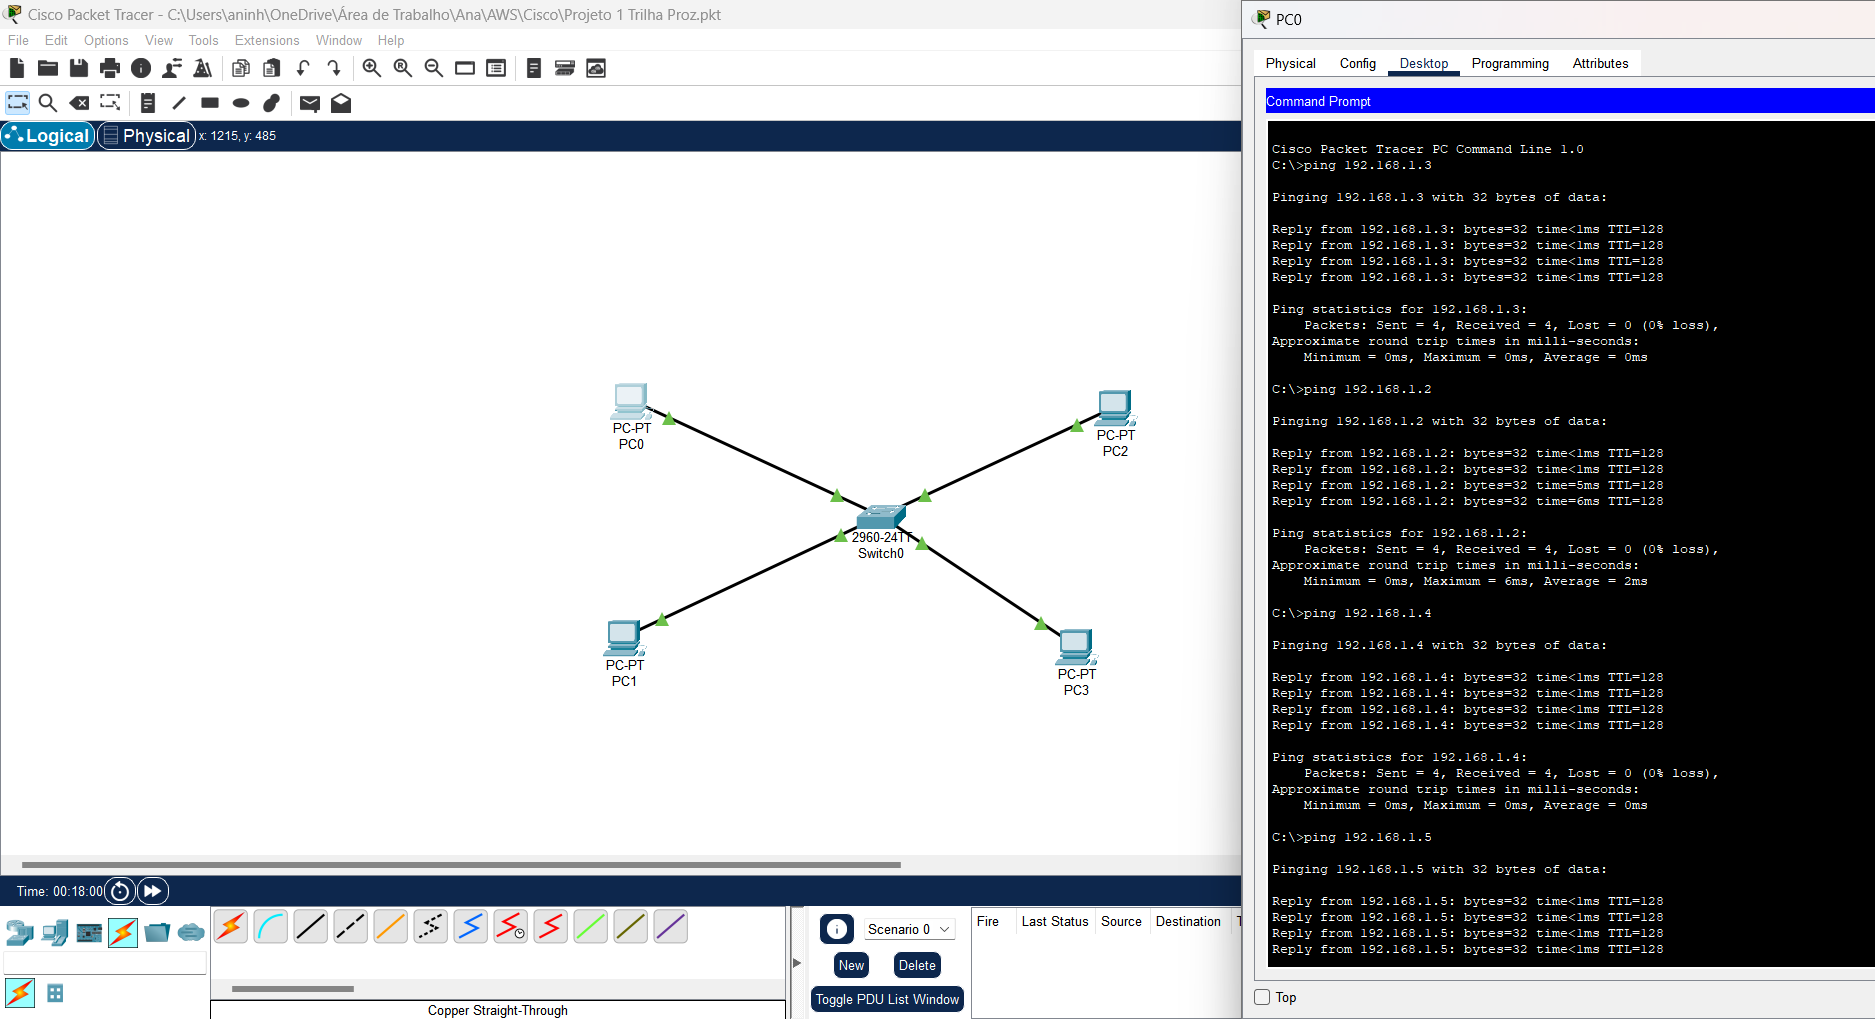 Cisco Packet Tracer - C:\Users\aninh\OneDrive\Área de Trabalho\Ana\AWS\Cisco\Projeto 1 Trilha Proz.pkt
File Edit Options View Tools Extensions Window Help
Logical Physical x: 1215, y: 485
PC-PT
PC0
PC-PT
PC2
2960-24TT
Switch0
PC-PT
PC1
PC-PT
PC3
Time: 00:18:00
Scenario 0
New Delete
Toggle PDU List Window
Fire Last Status Source Destination T
Copper Straight-Through
PC0
Physical Config Desktop Programming Attributes
Command Prompt
Cisco Packet Tracer PC Command Line 1.0
C:\>ping 192.168.1.3
Pinging 192.168.1.3 with 32 bytes of data:
Reply from 192.168.1.3: bytes=32 time<1ms TTL=128
Reply from 192.168.1.3: bytes=32 time<1ms TTL=128
Reply from 192.168.1.3: bytes=32 time<1ms TTL=128
Reply from 192.168.1.3: bytes=32 time<1ms TTL=128
Ping statistics for 192.168.1.3:
Packets: Sent = 4, Received = 4, Lost = 0 (0% loss),
Approximate round trip times in milli-seconds:
Minimum = 0ms, Maximum = 0ms, Average = 0ms
C:\>ping 192.168.1.2
Pinging 192.168.1.2 with 32 bytes of data:
Reply from 192.168.1.2: bytes=32 time<1ms TTL=128
Reply from 192.168.1.2: bytes=32 time<1ms TTL=128
Reply from 192.168.1.2: bytes=32 time=5ms TTL=128
Reply from 192.168.1.2: bytes=32 time=6ms TTL=128
Ping statistics for 192.168.1.2:
Packets: Sent = 4, Received = 4, Lost = 0 (0% loss),
Approximate round trip times in milli-seconds:
Minimum = 0ms, Maximum = 6ms, Average = 2ms
C:\>ping 192.168.1.4
Pinging 192.168.1.4 with 32 bytes of data:
Reply from 192.168.1.4: bytes=32 time<1ms TTL=128
Reply from 192.168.1.4: bytes=32 time<1ms TTL=128
Reply from 192.168.1.4: bytes=32 time<1ms TTL=128
Reply from 192.168.1.4: bytes=32 time<1ms TTL=128
Ping statistics for 192.168.1.4:
Packets: Sent = 4, Received = 4, Lost = 0 (0% loss),
Approximate round trip times in milli-seconds:
Minimum = 0ms, Maximum = 0ms, Average = 0ms
C:\>ping 192.168.1.5
Pinging 192.168.1.5 with 32 bytes of data:
Reply from 192.168.1.5: bytes=32 time<1ms TTL=128
Reply from 192.168.1.5: bytes=32 time<1ms TTL=128
Reply from 192.168.1.5: bytes=32 time<1ms TTL=128
Reply from 192.168.1.5: bytes=32 time<1ms TTL=128
Top